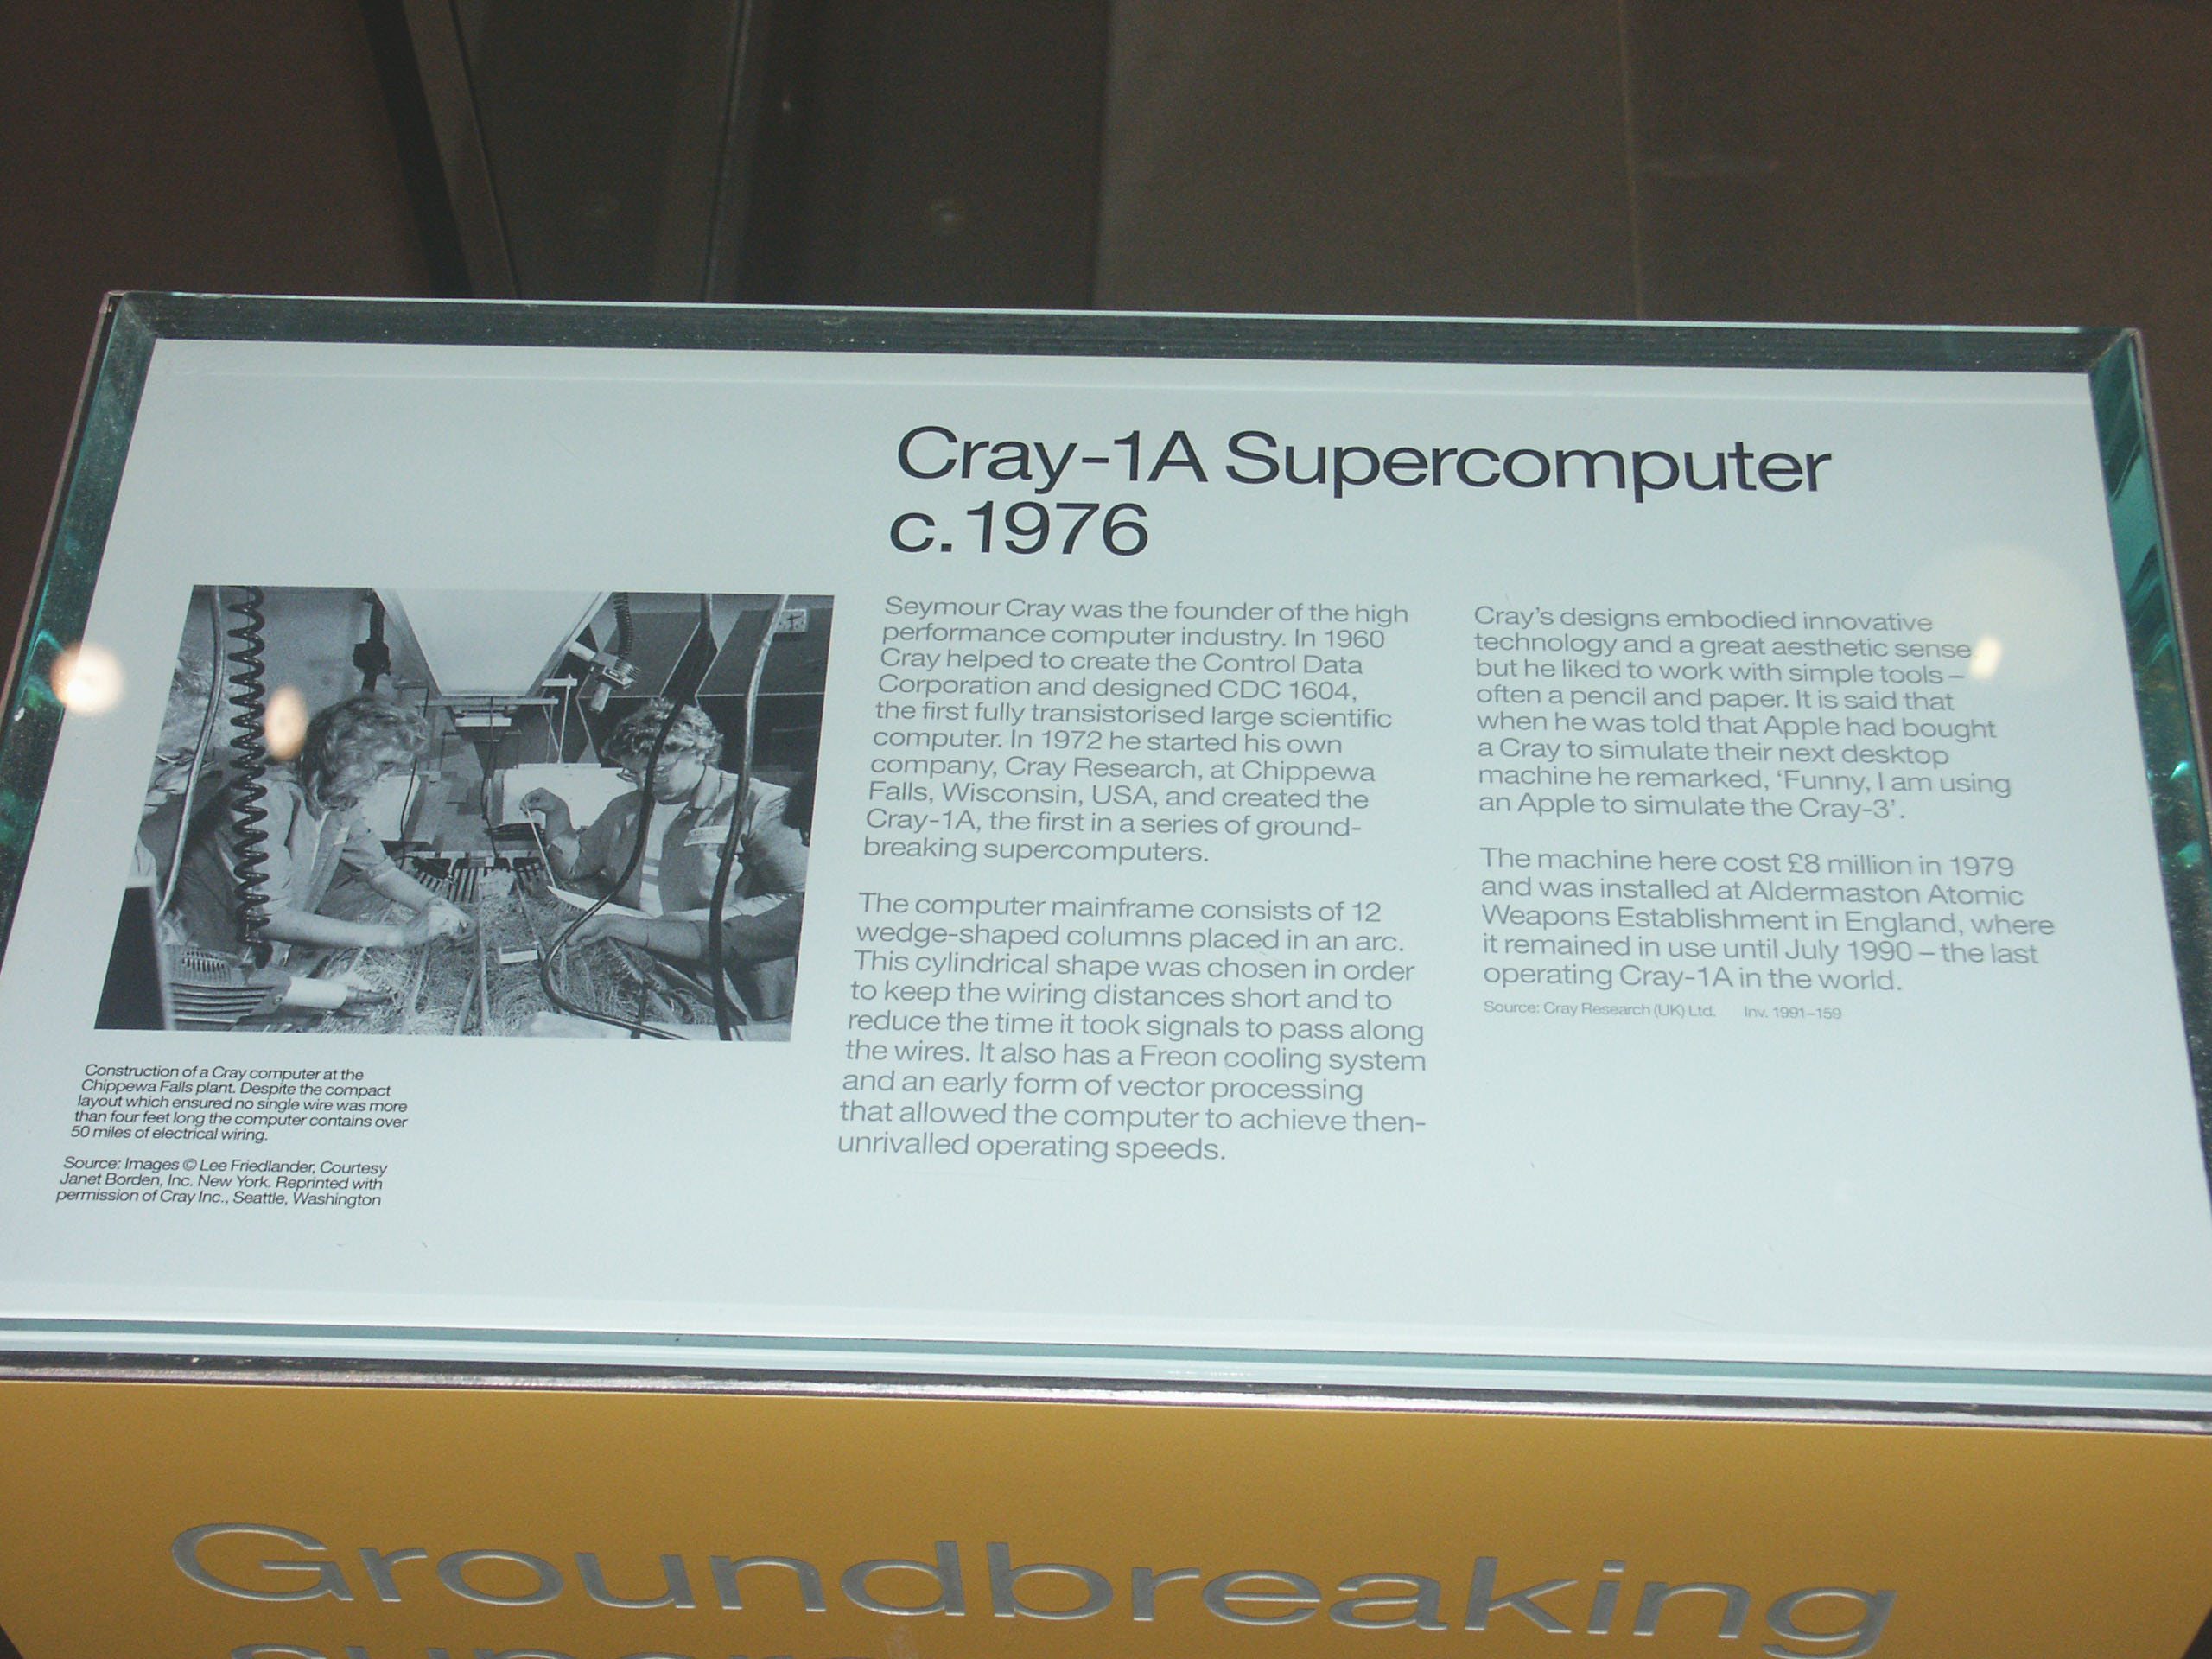 Cray-1A Supercomputer
c.1976
Seymour Cray was the founder of the high
performance computer industry. In 1960
Cray helped to create the Control Data
Corporation and designed CDC 1604,
the first fully transistorised large scientific
computer. In 1972 he started his own
company, Cray Research, at Chippewa
Falls, Wisconsin, USA, and created the
Cray-1A, the first in a series of ground-
breaking supercomputers.
The computer mainframe consists of 12
wedge-shaped columns placed in an arc.
This cylindrical shape was chosen in order
to keep the wiring distances short and to
reduce the time it took signals to pass along
the wires. It also has a Freon cooling system
and an early form of vector processing
that allowed the computer to achieve then-
unrivalled operating speeds.
Cray's designs embodied innovative
technology and a great aesthetic sense
but he liked to work with simple tools –
often a pencil and paper. It is said that
when he was told that Apple had bought
a Cray to simulate their next desktop
machine he remarked, 'Funny, I am using
an Apple to simulate the Cray-3'.
The machine here cost £8 million in 1979
and was installed at Aldermaston Atomic
Weapons Establishment in England, where
it remained in use until July 1990 – the last
operating Cray-1A in the world.
Source: Cray Research (UK) Ltd. Inv. 1991–159
Construction of a Cray computer at the
Chippewa Falls plant. Despite the compact
layout which ensured no single wire was more
than four feet long the computer contains over
50 miles of electrical wiring.
Source: Images © Lee Friedlander, Courtesy
Janet Borden, Inc. New York. Reprinted with
permission of Cray Inc., Seattle, Washington
Groundbreaking